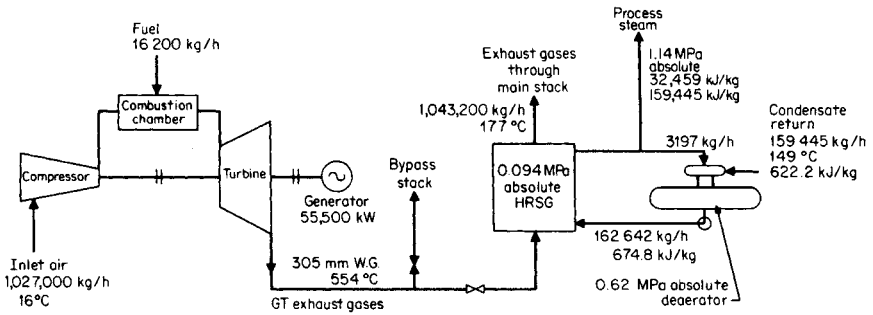 Fuel
16 200 kg/h
Combustion
chamber
Compressor
Turbine
Generator
55,500 kW
Inlet air
1,027,000 kg/h
16°C
305 mm W.G.
554 °C
GT exhaust gases
Bypass
stack
Exhaust gases
through
main stack
1,043,200 kg/h
177 °C
0.094 MPa
absolute
HRSG
Process
steam
1.14 MPa
absolute
32,459 kJ/kg
159,445 kJ/kg
3197 kg/h
Condensate
return
159 445 kg/h
149 °C
622.2 kJ/kg
162 642 kg/h
674.8 kJ/kg
0.62 MPa absolute
deaerator